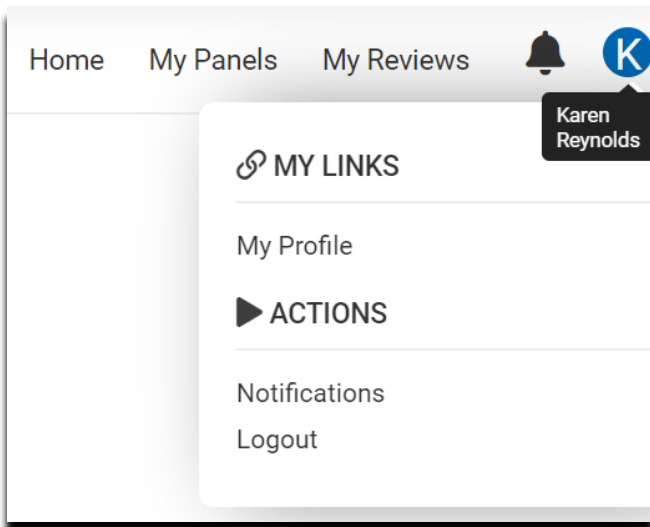 Home My Panels My Reviews K
Karen
Reynolds
MY LINKS
My Profile
ACTIONS
Notifications
Logout